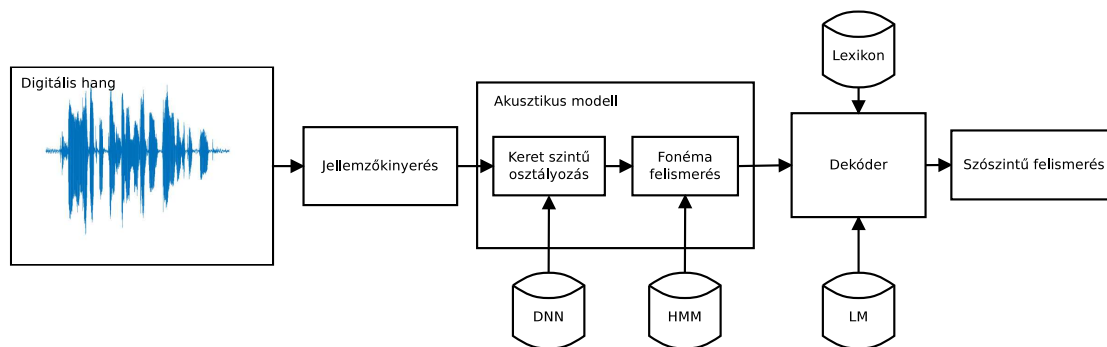 Digitális hang
Jellemzőkinyerés
Akusztikus modell
Keret szintű
osztályozás
Fonéma
felismerés
DNN
HMM
Lexikon
Dekóder
LM
Szószintű felismerés